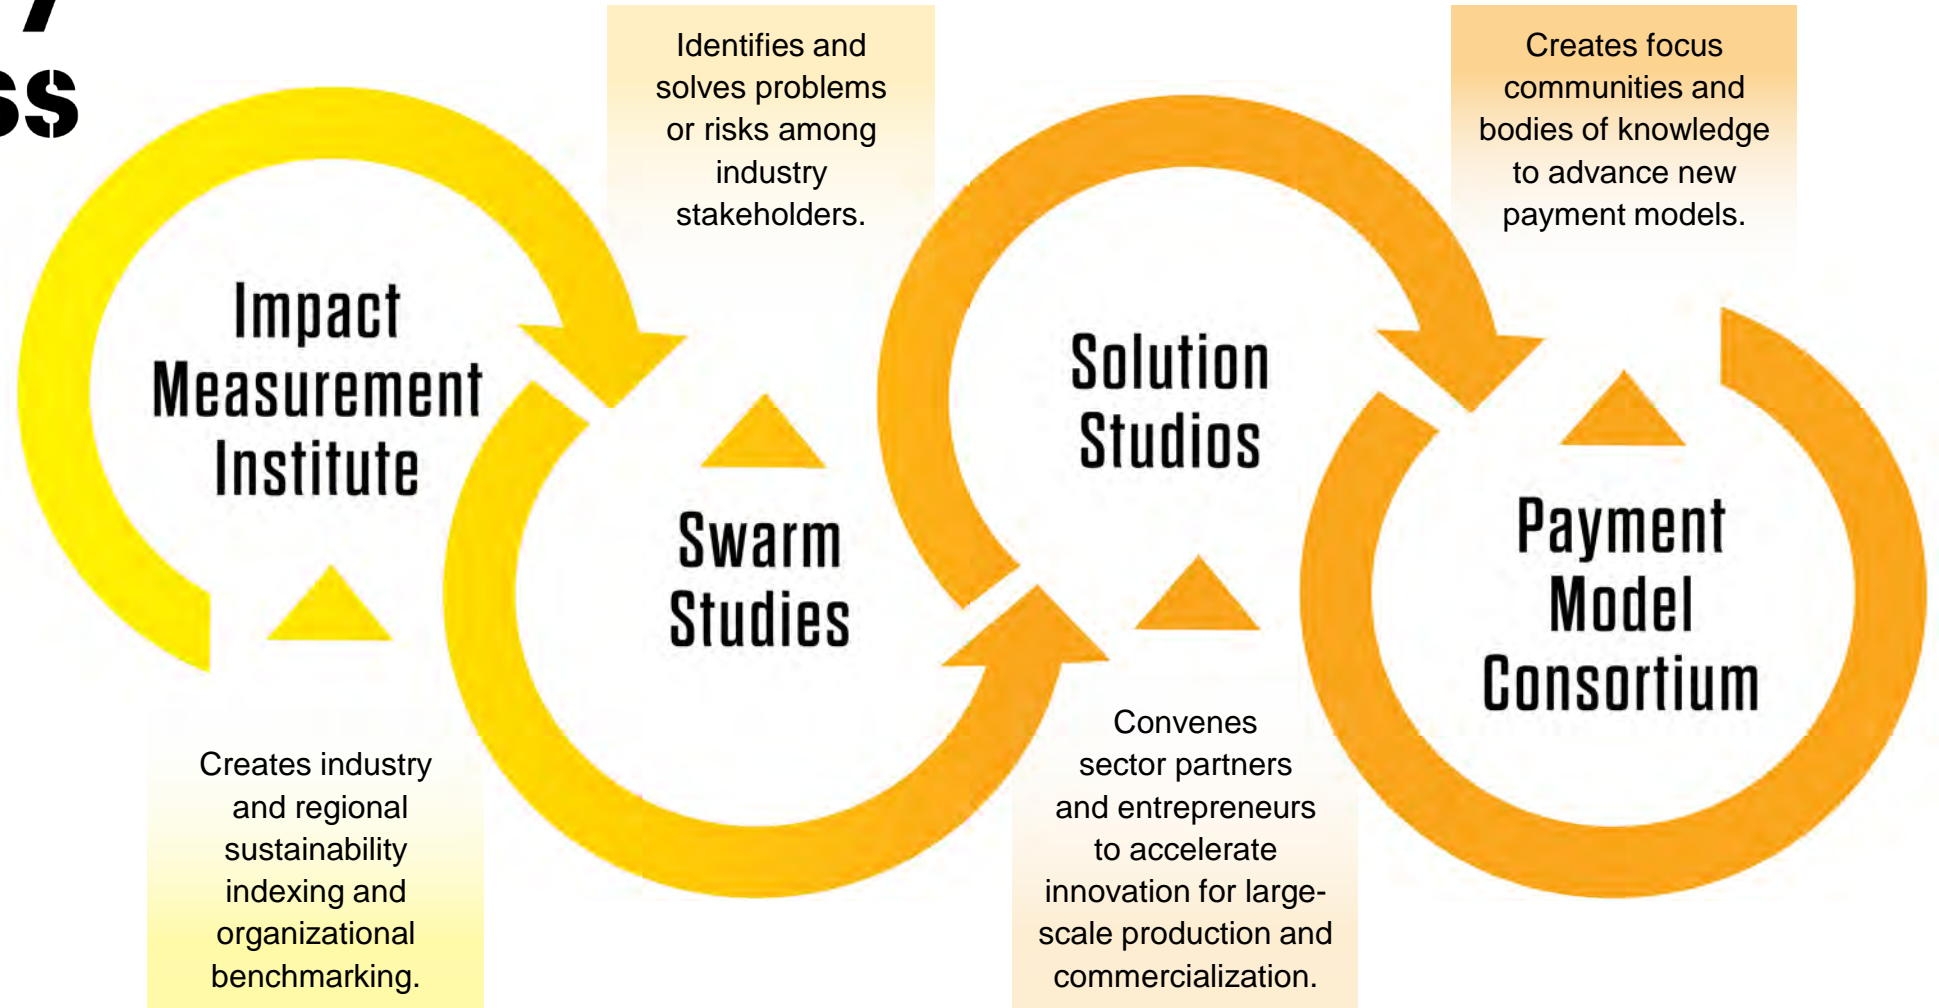 Impact
Measurement
Institute
Creates industry
and regional
sustainability
indexing and
organizational
benchmarking.
Identifies and
solves problems
or risks among
industry
stakeholders.
Swarm
Studies
Solution
Studios
Convenes
sector partners
and entrepreneurs
to accelerate
innovation for large-
scale production and
commercialization.
Creates focus
communities and
bodies of knowledge
to advance new
payment models.
Payment
Model
Consortium